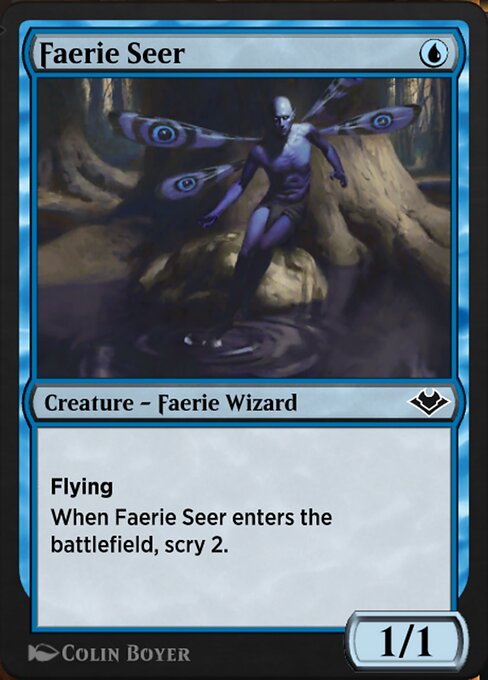 Faerie Seer
Creature – Faerie Wizard
Flying
When Faerie Seer enters the
battlefield, scry 2.
1/1
Colin Boyer